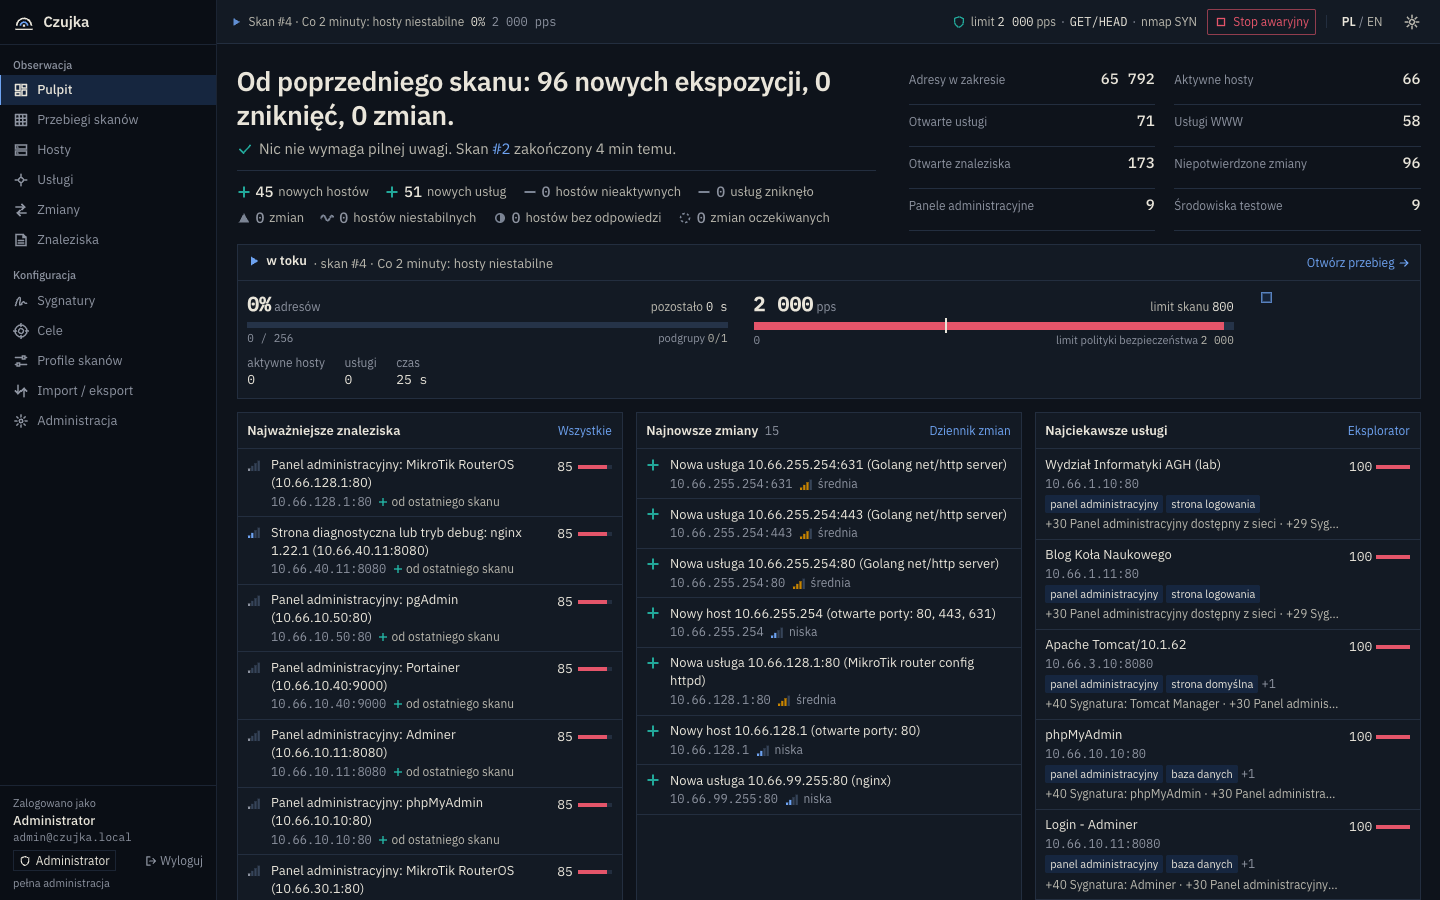 Czujka
Skan #4 · Co 2 minuty: hosty niestabilne 0% 2 000 pps
limit 2 000 pps · GET/HEAD · nmap SYN
Stop awaryjny
PL / EN
Obserwacja
Pulpit
Przebiegi skanów
Hosty
Usługi
Zmiany
Znaleziska
Konfiguracja
Sygnatury
Cele
Profile skanów
Import / eksport
Administracja
Zalogowano jako
Administrator
admin@czujka.local
Administrator
Wyloguj
pełna administracja
Od poprzedniego skanu: 96 nowych ekspozycji, 0
zniknięć, 0 zmian.
Nic nie wymaga pilnej uwagi. Skan #2 zakończony 4 min temu.
45 nowych hostów
51 nowych usług
0 hostów nieaktywnych
0 usług zniknęło
0 zmian
0 hostów niestabilnych
0 hostów bez odpowiedzi
0 zmian oczekiwanych
Adresy w zakresie 65 792
Aktywne hosty 66
Otwarte usługi 71
Usługi WWW 58
Otwarte znaleziska 173
Niepotwierdzone zmiany 96
Panele administracyjne 9
Środowiska testowe 9
w toku · skan #4 · Co 2 minuty: hosty niestabilne
Otwórz przebieg →
0% adresów
pozostało 0 s
0 / 256
podgrupy 0/1
aktywne hosty
0
usługi
0
czas
25 s
2 000 pps
limit skanu 800
0
limit polityki bezpieczeństwa 2 000
Najważniejsze znaleziska
Wszystkie
Panel administracyjny: MikroTik RouterOS
(10.66.128.1:80)
85
10.66.128.1:80 + od ostatniego skanu
Strona diagnostyczna lub tryb debug: nginx
1.22.1 (10.66.40.11:8080)
85
10.66.40.11:8080 + od ostatniego skanu
Panel administracyjny: pgAdmin
(10.66.10.50:80)
85
10.66.10.50:80 + od ostatniego skanu
Panel administracyjny: Portainer
(10.66.10.40:9000)
85
10.66.10.40:9000 + od ostatniego skanu
Panel administracyjny: Adminer
(10.66.10.11:8080)
85
10.66.10.11:8080 + od ostatniego skanu
Panel administracyjny: phpMyAdmin
(10.66.10.10:80)
85
10.66.10.10:80 + od ostatniego skanu
Panel administracyjny: MikroTik RouterOS
(10.66.30.1:80)
85
Najnowsze zmiany 15
Dziennik zmian
Nowa usługa 10.66.255.254:631 (Golang net/http server)
10.66.255.254:631 średnia
Nowa usługa 10.66.255.254:443 (Golang net/http server)
10.66.255.254:443 średnia
Nowa usługa 10.66.255.254:80 (Golang net/http server)
10.66.255.254:80 średnia
Nowy host 10.66.255.254 (otwarte porty: 80, 443, 631)
10.66.255.254 niska
Nowa usługa 10.66.128.1:80 (MikroTik router config
httpd)
10.66.128.1:80 średnia
Nowy host 10.66.128.1 (otwarte porty: 80)
10.66.128.1 niska
Nowa usługa 10.66.99.255:80 (nginx)
10.66.99.255:80 niska
Najciekawsze usługi
Eksplorator
Wydział Informatyki AGH (lab)
100
10.66.1.10:80
panel administracyjny strona logowania
+30 Panel administracyjny dostępny z sieci · +29 Syg…
Blog Koła Naukowego
100
10.66.1.11:80
panel administracyjny strona logowania
+30 Panel administracyjny dostępny z sieci · +29 Syg…
Apache Tomcat/10.1.62
100
10.66.3.10:8080
panel administracyjny strona domyślna +1
+40 Sygnatura: Tomcat Manager · +30 Panel adminis…
phpMyAdmin
100
10.66.10.10:80
panel administracyjny baza danych +1
+40 Sygnatura: phpMyAdmin · +30 Panel administra…
Login - Adminer
100
10.66.10.11:8080
panel administracyjny baza danych +1
+40 Sygnatura: Adminer · +30 Panel administracyjny…